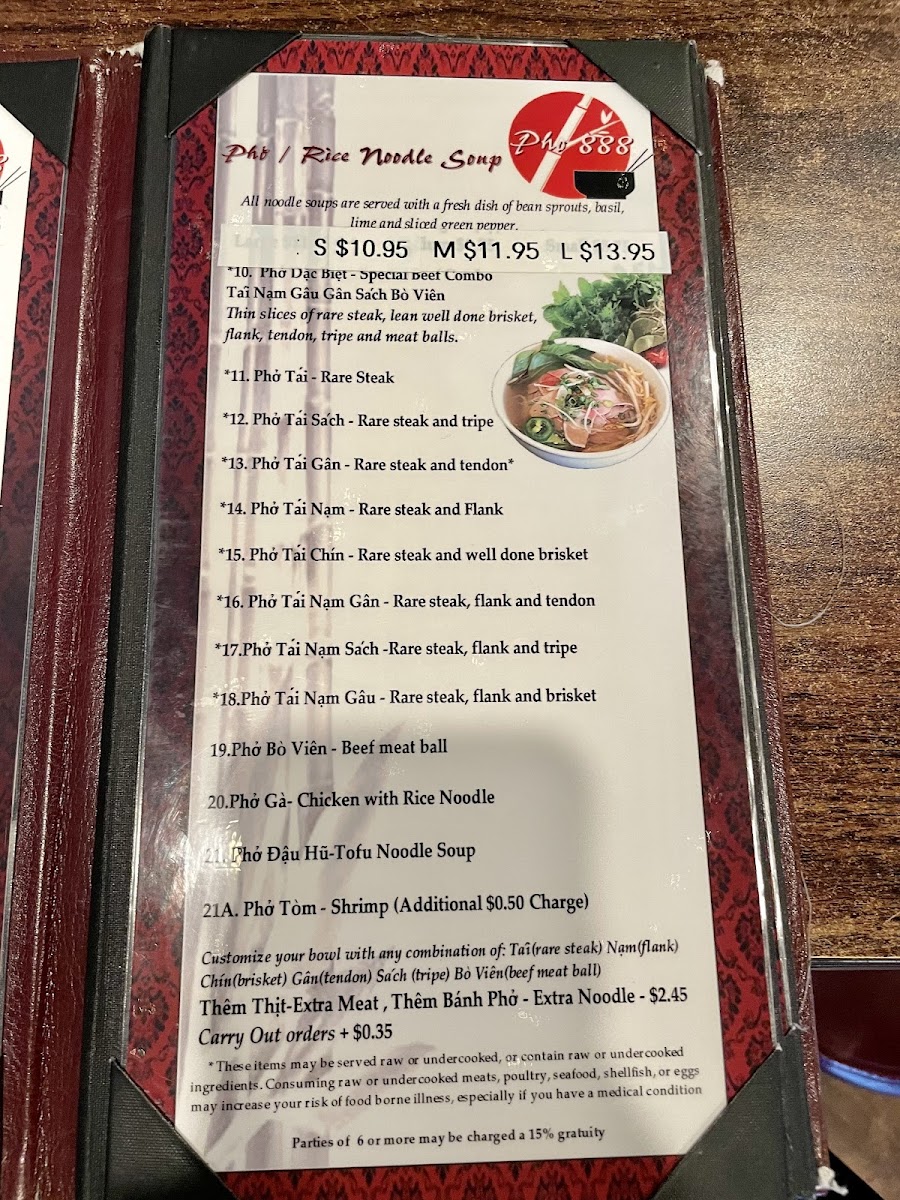 Phở / Rice Noodle Soup
Pho 888
All noodle soups are served with a fresh dish of bean sprouts, basil,
lime and sliced green pepper.
S $10.95 M $11.95 L $13.95
*10. Phở Dặc Biệt - Special Beef Combo
Taĩ Nạm Gâu Gân Sách Bò Viên
Thin slices of rare steak, lean well done brisket,
flank, tendon, tripe and meat balls.
*11. Phở Tái - Rare Steak
*12. Phở Tái Sách - Rare steak and tripe
*13. Phở Tái Gân - Rare steak and tendon*
*14. Phở Tái Nạm - Rare steak and Flank
*15. Phở Tái Chín - Rare steak and well done brisket
*16. Phở Tái Nạm Gân - Rare steak, flank and tendon
*17.Phở Tái Nạm Sách -Rare steak, flank and tripe
*18.Phở Tái Nạm Gâu - Rare steak, flank and brisket
19.Phở Bò Viên - Beef meat ball
20.Phở Gà- Chicken with Rice Noodle
21. Phở Đậu Hũ-Tofu Noodle Soup
21A. Phở Tòm - Shrimp (Additional $0.50 Charge)
Customize your bowl with any combination of: Taĩ(rare steak) Nạm(flank)
Chín(brisket) Gân(tendon) Sách (tripe) Bò Viên(beef meat ball)
Thêm Thịt-Extra Meat , Thêm Bánh Phở - Extra Noodle - $2.45
Carry Out orders + $0.35
* These items may be served raw or undercooked, or contain raw or undercooked
ingredients. Consuming raw or undercooked meats, poultry, seafood, shellfish, or eggs
may increase your risk of food borne illness, especially if you have a medical condition
Parties of 6 or more may be charged a 15% gratuity